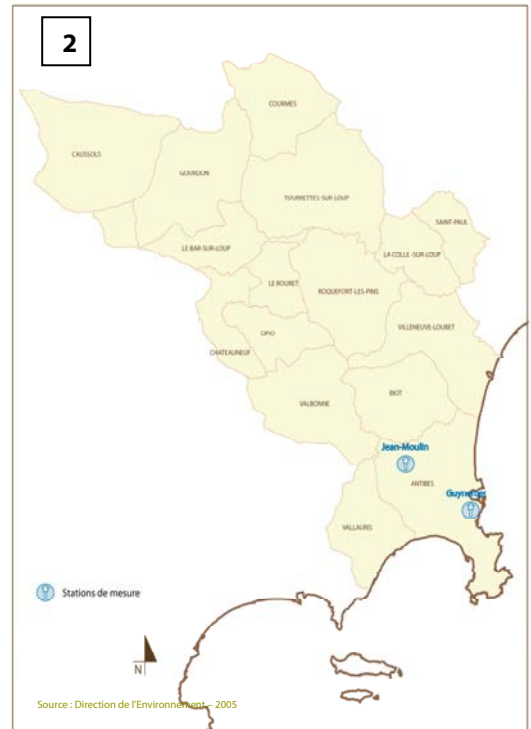 2
COURMES
CAUSSOLS
GOURDON
TOURRETTES SUR LOUP
SAINT-PAUL
LE BAR-SUR-LOUP
LA COLLE -SUR-LOUP
LE ROURET
ROQUEFORT-LES-PINS
VILLENEUVE-LOUBET
OPIO
CHATEAUNEUF
BIOT
VALBONNE
Jean-Moulin
ANTIBES
VALLAURIS
Stations de mesure
N
Source : Direction de l'Environnement – 2005